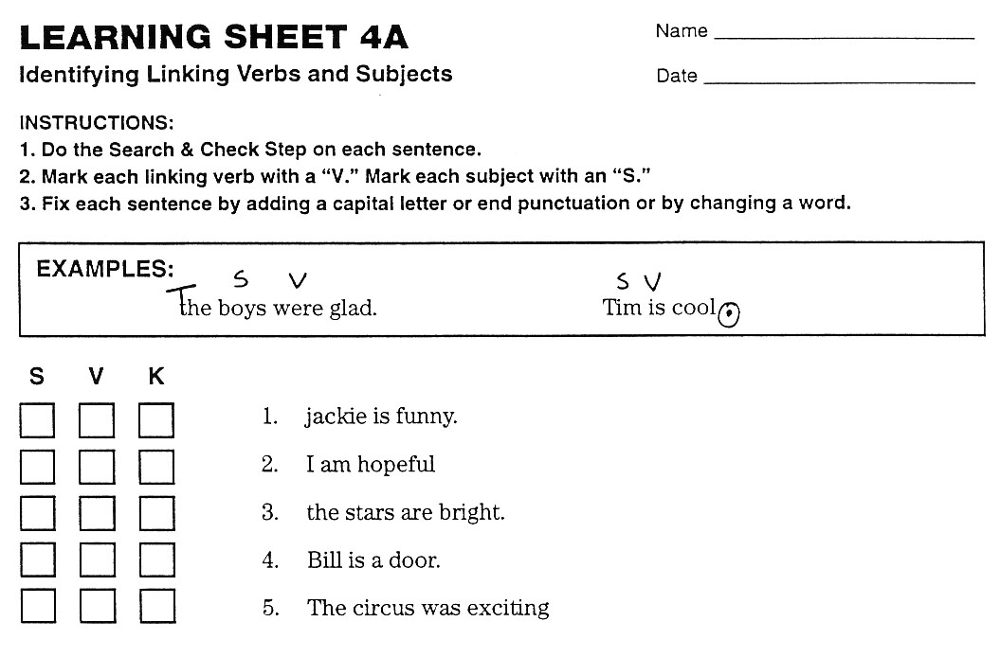 LEARNING SHEET 4A
Name
Identifying Linking Verbs and Subjects
Date
INSTRUCTIONS:
1. Do the Search & Check Step on each sentence.
2. Mark each linking verb with a “V.” Mark each subject with an “S.”
3. Fix each sentence by adding a capital letter or end punctuation or by changing a word.
EXAMPLES:
S V S V
The boys were glad. Tim is cool.
S V K
1. jackie is funny.
2. I am hopeful
3. the stars are bright.
4. Bill is a door.
5. The circus was exciting